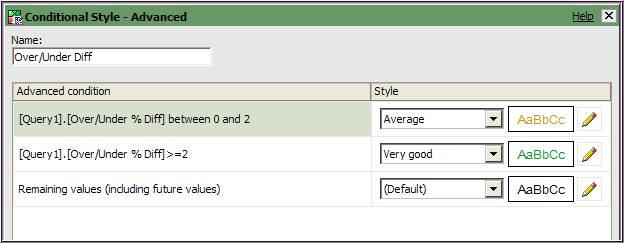 Conditional Style - Advanced Help
Name:
Over/Under Diff
Advanced condition Style
[Query1].[Over/Under % Diff] between 0 and 2 Average AaBbCc
[Query1].[Over/Under % Diff]>=2 Very good AaBbCc
Remaining values (including future values) (Default) AaBbCc